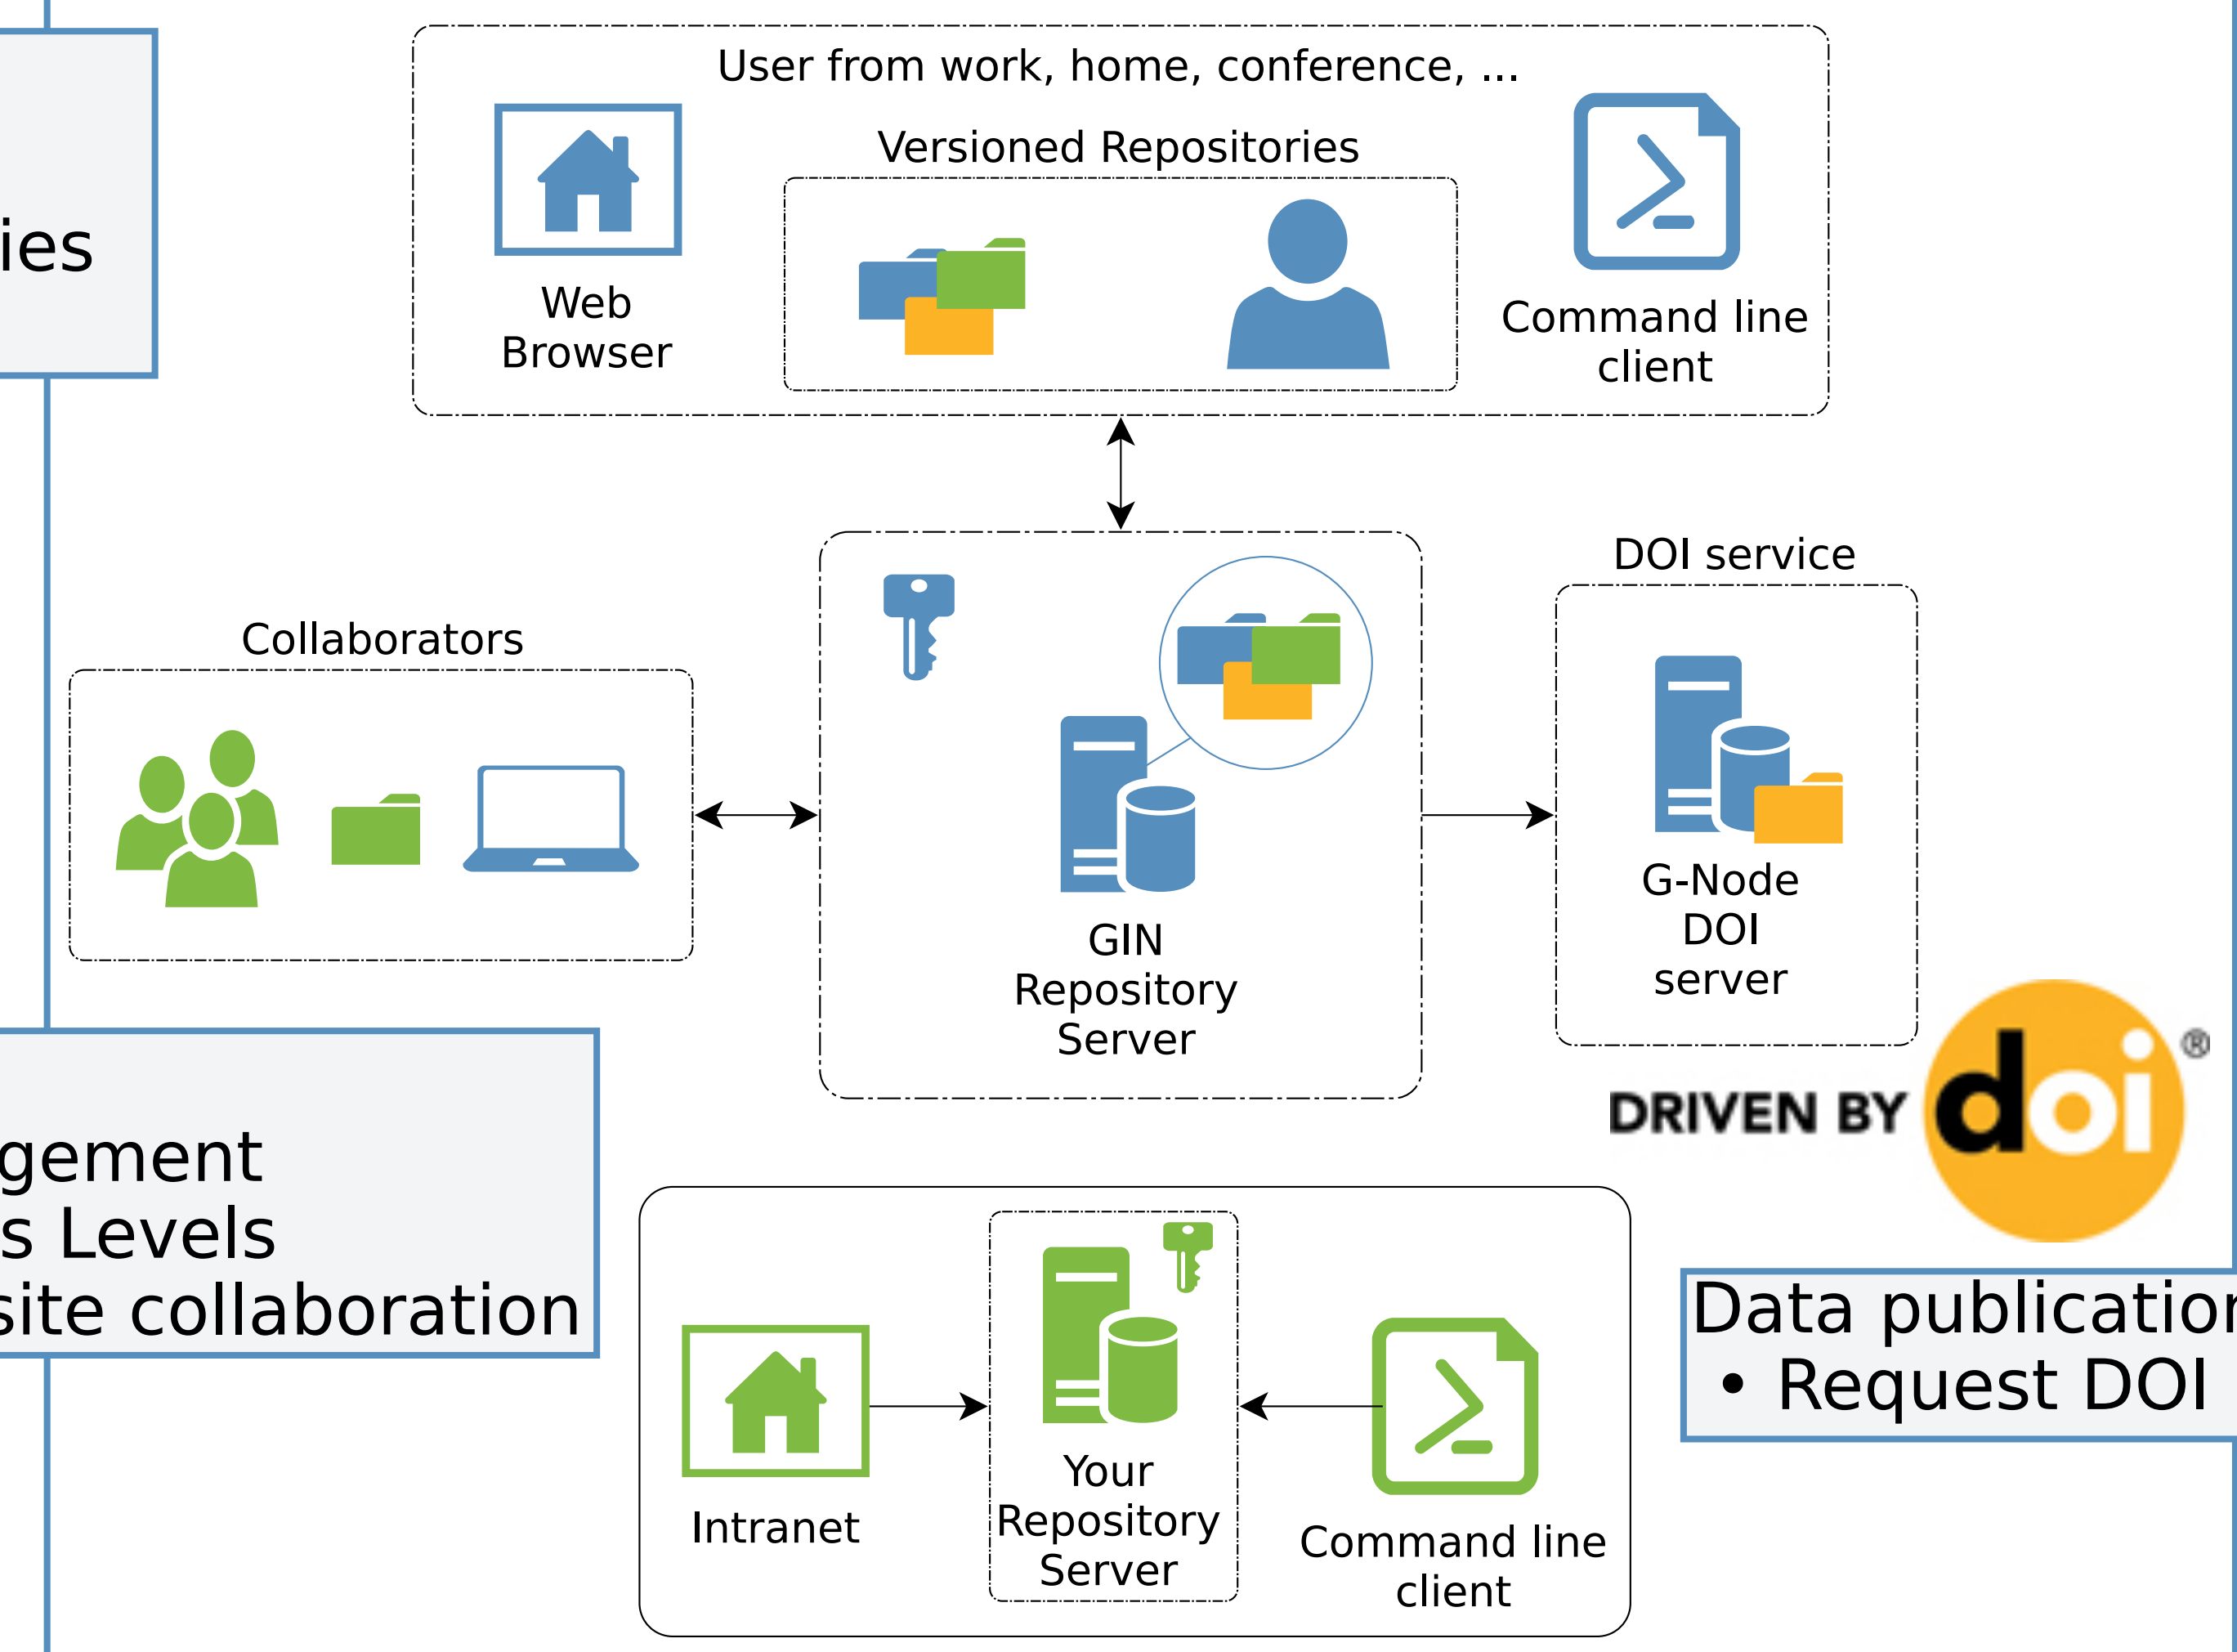 User from work, home, conference, ...
Versioned Repositories
ies
Web
Browser
Command line
client
DOI service
Collaborators
G-Node
DOI
server
GIN
Repository
Server
DRIVEN BY doi®
gement
s Levels
site collaboration
Data publication
• Request DOI
Your
Repository
Server
Intranet
Command line
client